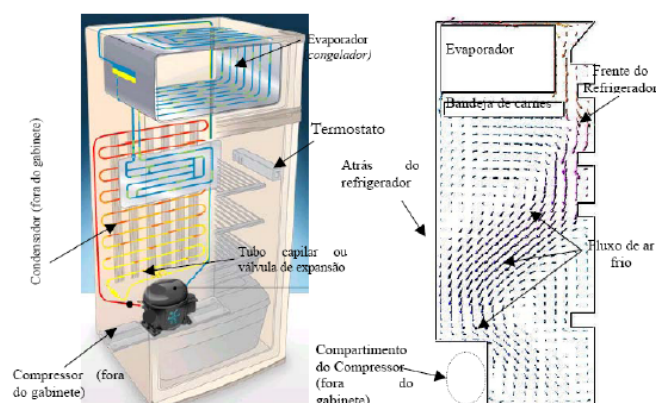 Evaporador
congelador)
Termostato
Condensador (fora do gabinete)
Tubo capilar ou
válvula de expansão
Compressor (fora
do gabinete)
Evaporador
Frente do
Refrigerador
Bandeja de carnes
Atrás do
refrigerador
Fluxo de ar
frio
Compartimento
do Compressor
(fora do
gabinete)